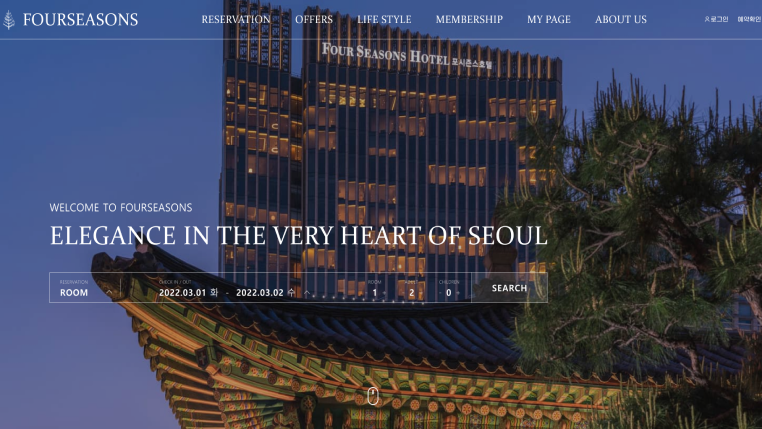 FOURSEASONS
RESERVATION OFFERS LIFE STYLE MEMBERSHIP MY PAGE ABOUT US
로그인 예약확인
FOUR SEASONS HOTEL 포시즌스호텔
WELCOME TO FOURSEASONS
ELEGANCE IN THE VERY HEART OF SEOUL
RESERVATION CHECK IN / OUT ROOM CHILDREN
ROOM 2022.03.01 화 - 2022.03.02 수 1 2 0 SEARCH